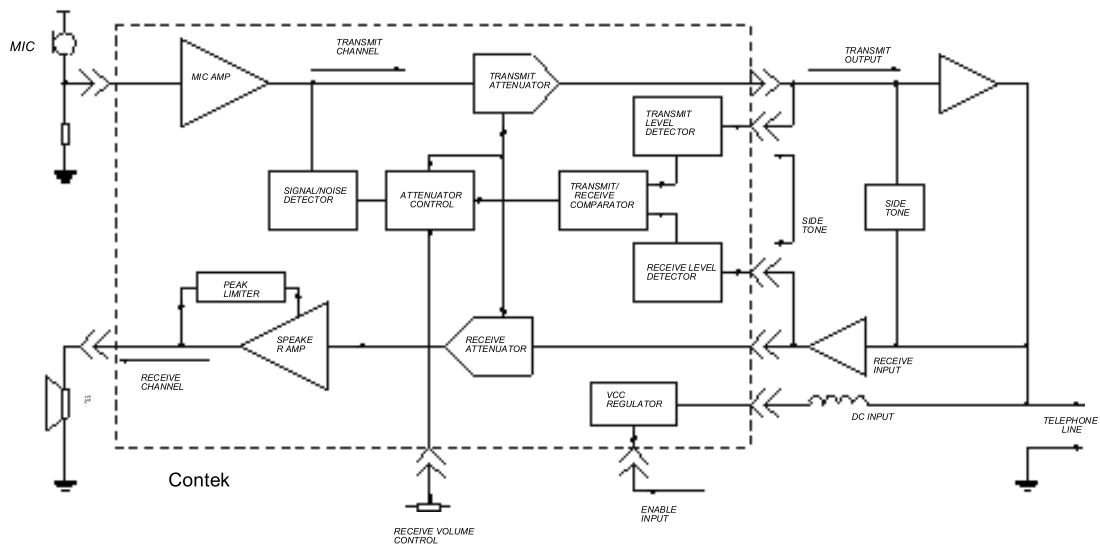 MIC
MIC AMP
TRANSMIT
CHANNEL
TRANSMIT
ATTENUATOR
TRANSMIT
OUTPUT
TRANSMIT
LEVEL
DETECTOR
SIGNAL/NOISE
DETECTOR
ATTENUATOR
CONTROL
TRANSMIT/
RECEIVE
COMPARATOR
SIDE
TONE
SIDE
TONE
RECEIVE LEVEL
DETECTOR
PEAK
LIMITER
SPEAKE
R AMP
RECEIVE
ATTENUATOR
RECEIVE
INPUT
RECEIVE
CHANNEL
VCC
REGULATOR
DC INPUT
TELEPHONE
LINE
Contek
RECEIVE VOLUME
CONTROL
ENABLE
INPUT